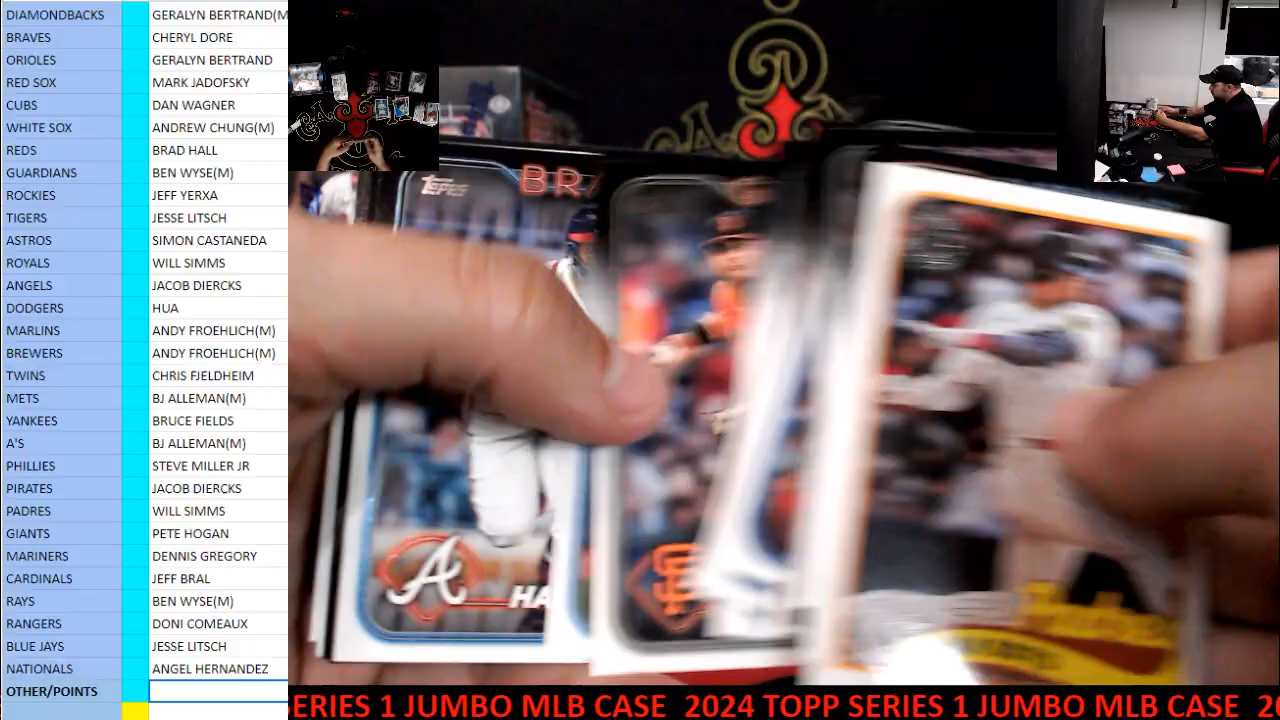 DIAMONDBACKS GERALYN BERTRAND(M
BRAVES CHERYL DORE
ORIOLES GERALYN BERTRAND
RED SOX MARK JADOFSKY
CUBS DAN WAGNER
WHITE SOX ANDREW CHUNG(M)
REDS BRAD HALL
GUARDIANS BEN WYSE(M)
ROCKIES JEFF YERXA
TIGERS JESSE LITSCH
ASTROS SIMON CASTANEDA
ROYALS WILL SIMMS
ANGELS JACOB DIERCKS
DODGERS HUA
MARLINS ANDY FROEHLICH(M)
BREWERS ANDY FROEHLICH(M)
TWINS CHRIS FJELDHEIM
METS BJ ALLEMAN(M)
YANKEES BRUCE FIELDS
A'S BJ ALLEMAN(M)
PHILLIES STEVE MILLER JR
PIRATES JACOB DIERCKS
PADRES WILL SIMMS
GIANTS PETE HOGAN
MARINERS DENNIS GREGORY
CARDINALS JEFF BRAL
RAYS BEN WYSE(M)
RANGERS DONI COMEAUX
BLUE JAYS JESSE LITSCH
NATIONALS ANGEL HERNANDEZ
OTHER/POINTS
Topps
BRA
A
HA
SF
ERIES 1 JUMBO MLB CASE 2024 TOPP SERIES 1 JUMBO MLB CASE 20